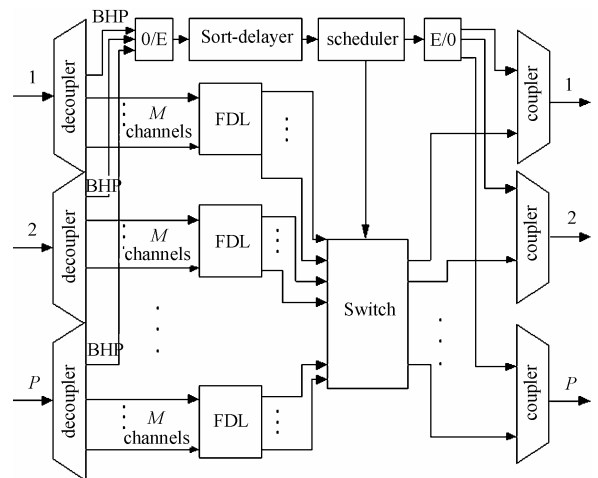 BHP
0/E
Sort-delayer
scheduler
E/0
1
decoupler
M
channels
FDL
coupler
1
BHP
2
decoupler
M
channels
FDL
Switch
coupler
2
BHP
P
decoupler
M
channels
FDL
coupler
P